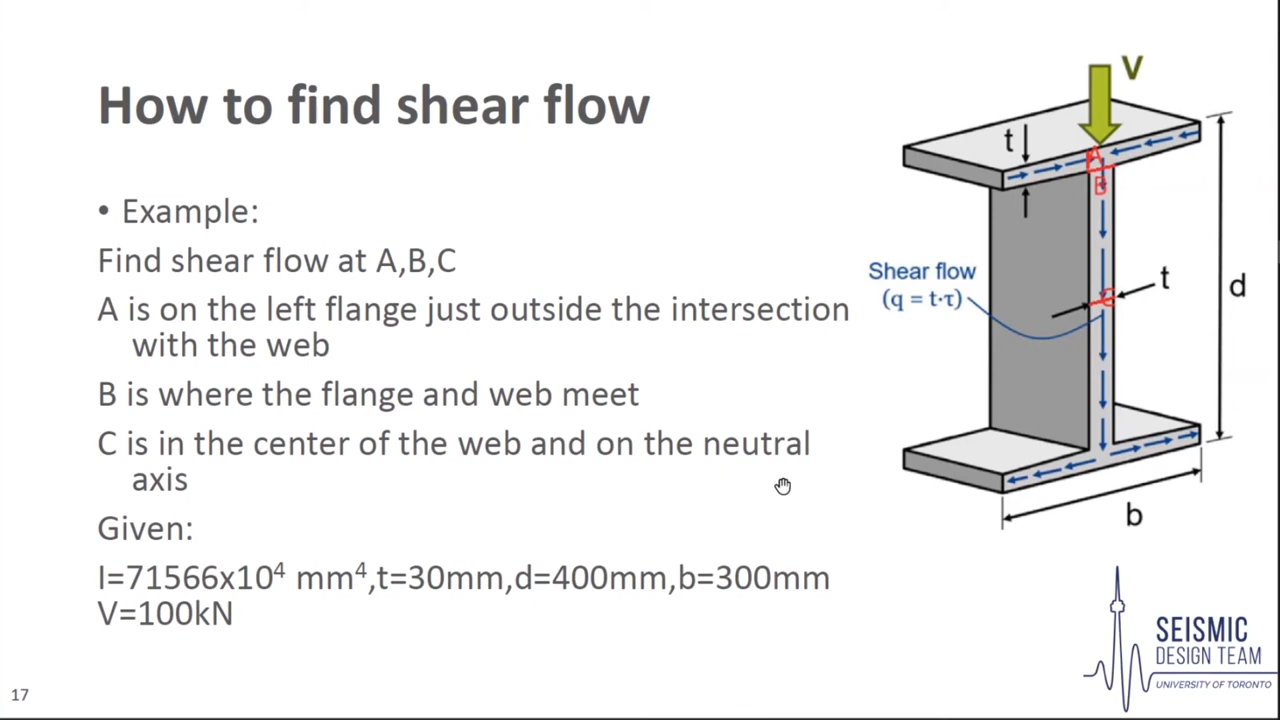 How to find shear flow
• Example:
Find shear flow at A,B,C
A is on the left flange just outside the intersection
with the web
B is where the flange and web meet
C is in the center of the web and on the neutral
axis
Given:
I=71566x10⁴ mm⁴,t=30mm,d=400mm,b=300mm
V=100kN
17
V
t
A
B
Shear flow
(q = t·τ)
C
t
d
b
SEISMIC
DESIGN TEAM
UNIVERSITY OF TORONTO